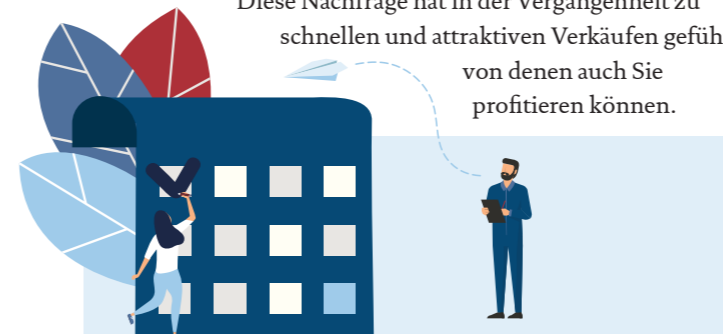 Diese Nachfrage hat in der Vergangenheit zu
schnellen und attraktiven Verkäufen gefüh
von denen auch Sie
profitieren können.